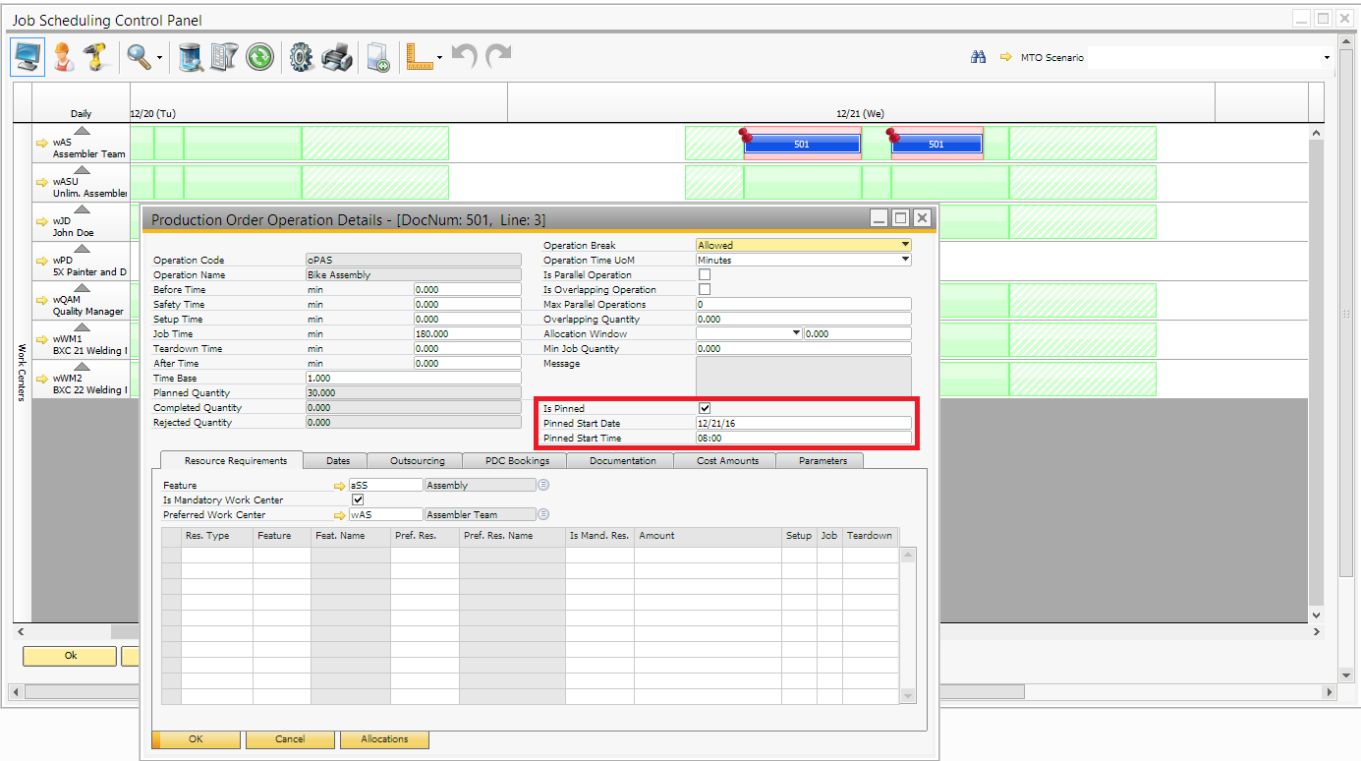 Job Scheduling Control Panel
MTO Scenario
Daily 12/20 (Tu) 12/21 (We)
Work Centers
wAS
Assembler Team
501 501
wASU
Unlim. Assembler
wJD
John Doe
wPD
5X Painter and D
wQAM
Quality Manager
wWM1
BXC 21 Welding
wWM2
BXC 22 Welding
Ok
Production Order Operation Details - [DocNum: 501, Line: 3]
Operation Code oPAS
Operation Name Bike Assembly
Before Time min 0.000
Safety Time min 0.000
Setup Time min 0.000
Job Time min 180.000
Teardown Time min 0.000
After Time min 0.000
Time Base 1.000
Planned Quantity 30.000
Completed Quantity 0.000
Rejected Quantity 0.000
Operation Break Allowed
Operation Time UoM Minutes
Is Parallel Operation
Is Overlapping Operation
Max Parallel Operations 0
Overlapping Quantity 0.000
Allocation Window 0.000
Min Job Quantity 0.000
Message
Is Pinned
Pinned Start Date 12/21/16
Pinned Start Time 08:00
Resource Requirements Dates Outsourcing PDC Bookings Documentation Cost Amounts Parameters
Feature aSS Assembly
Is Mandatory Work Center
Preferred Work Center wAS Assembler Team
Res. Type Feature Feat. Name Pref. Res. Pref. Res. Name Is Mand. Res. Amount Setup Job Teardown
OK Cancel Allocations